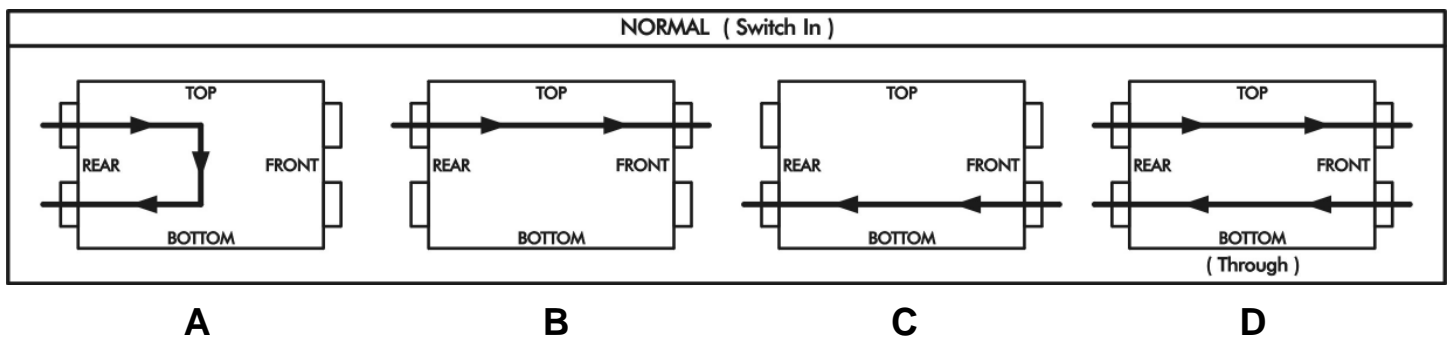 NORMAL ( Switch In )
TOP
REAR
FRONT
BOTTOM
TOP
REAR
FRONT
BOTTOM
TOP
REAR
FRONT
BOTTOM
TOP
REAR
FRONT
BOTTOM
( Through )
A
B
C
D